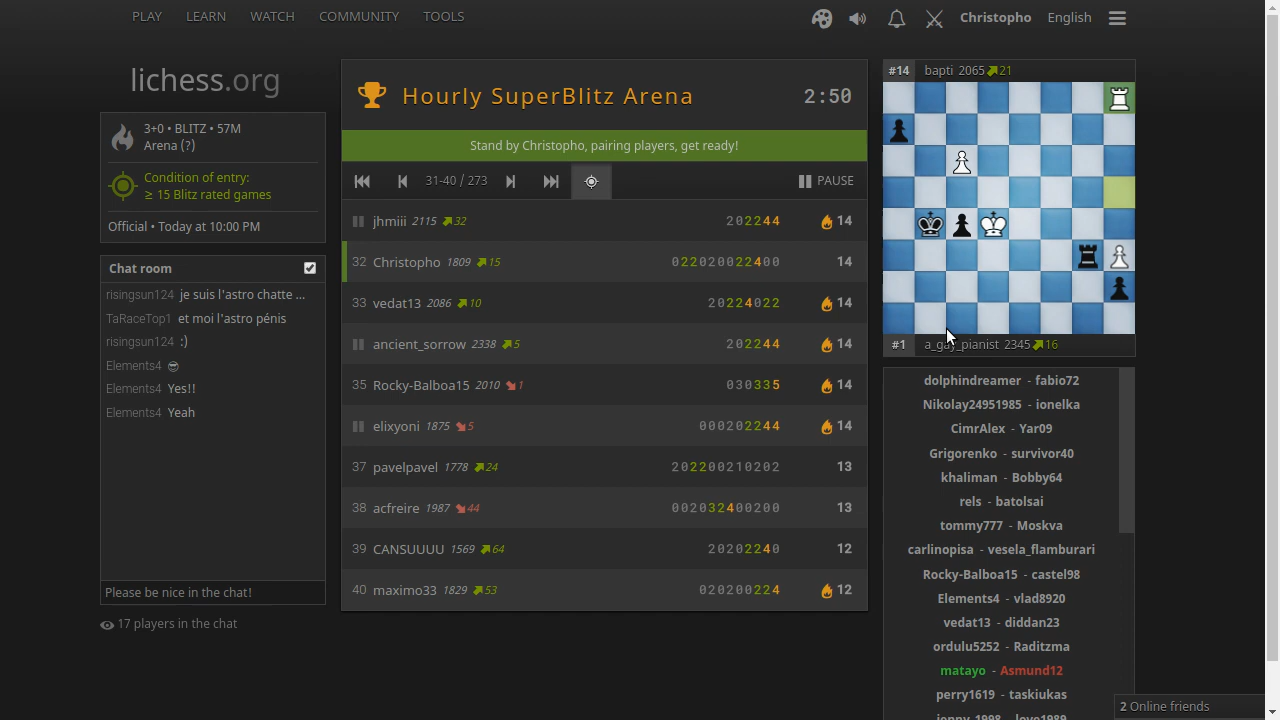 PLAY LEARN WATCH COMMUNITY TOOLS Christopho English
lichess.org
3+0 • BLITZ • 57M
Arena (?)
Condition of entry:
≥ 15 Blitz rated games
Official • Today at 10:00 PM
Chat room
risingsun124 je suis l'astro chatte ...
TaRaceTop1 et moi l'astro pénis
risingsun124 :)
Elements4 😎
Elements4 Yes!!
Elements4 Yeah
Please be nice in the chat!
17 players in the chat
Hourly SuperBlitz Arena 2:50
Stand by Christopho, pairing players, get ready!
31-40 / 273 PAUSE
jhmiii 2115 32 202244 14
32 Christopho 1809 15 022020022400 14
33 vedat13 2086 10 20224022 14
ancient_sorrow 2338 5 202244 14
35 Rocky-Balboa15 2010 1 030335 14
elixyoni 1875 5 000202244 14
37 pavelpavel 1778 24 202200210202 13
38 acfreire 1987 44 002032400200 13
39 CANSUUUU 1569 64 20202240 12
40 maximo33 1829 53 020200224 12
#14 bapti 2065 21
#1 a_gay_pianist 2345 16
dolphindreamer - fabio72
Nikolay24951985 - ionelka
CimrAlex - Yar09
Grigorenko - survivor40
khaliman - Bobby64
rels - batolsai
tommy777 - Moskva
carlinopisa - vesela_flamburari
Rocky-Balboa15 - castel98
Elements4 - vlad8920
vedat13 - diddan23
ordulu5252 - Raditzma
matayo - Asmund12
perry1619 - taskiukas
2 Online friends